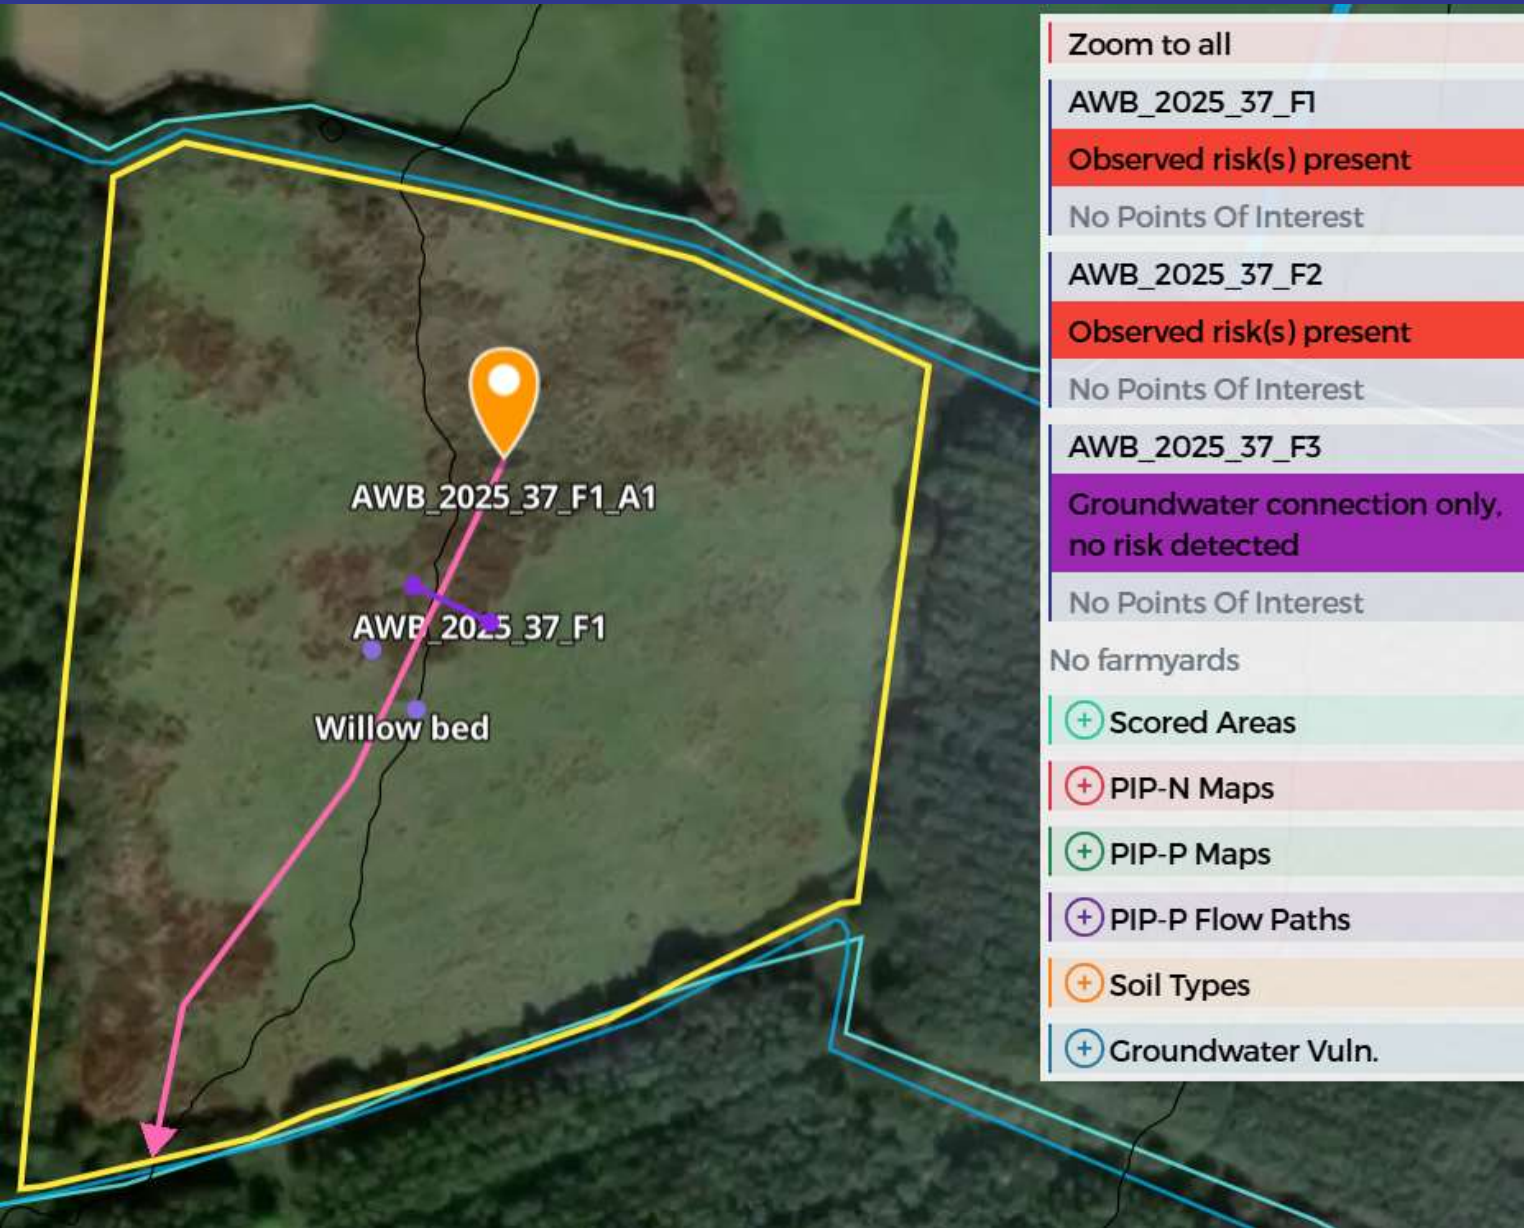 Zoom to all
AWB_2025_37_F1
Observed risk(s) present
No Points Of Interest
AWB_2025_37_F2
Observed risk(s) present
No Points Of Interest
AWB_2025_37_F3
Groundwater connection only,
no risk detected
No Points Of Interest
No farmyards
Scored Areas
PIP-N Maps
PIP-P Maps
PIP-P Flow Paths
Soil Types
Groundwater Vuln.
AWB_2025_37_F1_A1
AWB_2025_37_F1
Willow bed